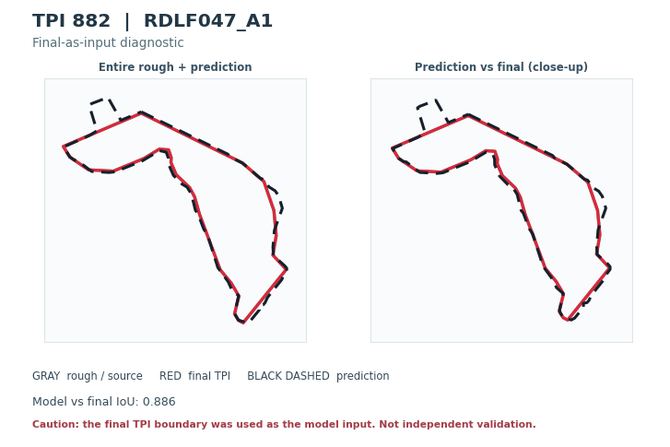 TPI 882 | RDLF047_A1
Final-as-input diagnostic
Entire rough + prediction
Prediction vs final (close-up)
GRAY rough / source RED final TPI BLACK DASHED prediction
Model vs final IoU: 0.886
Caution: the final TPI boundary was used as the model input. Not independent validation.